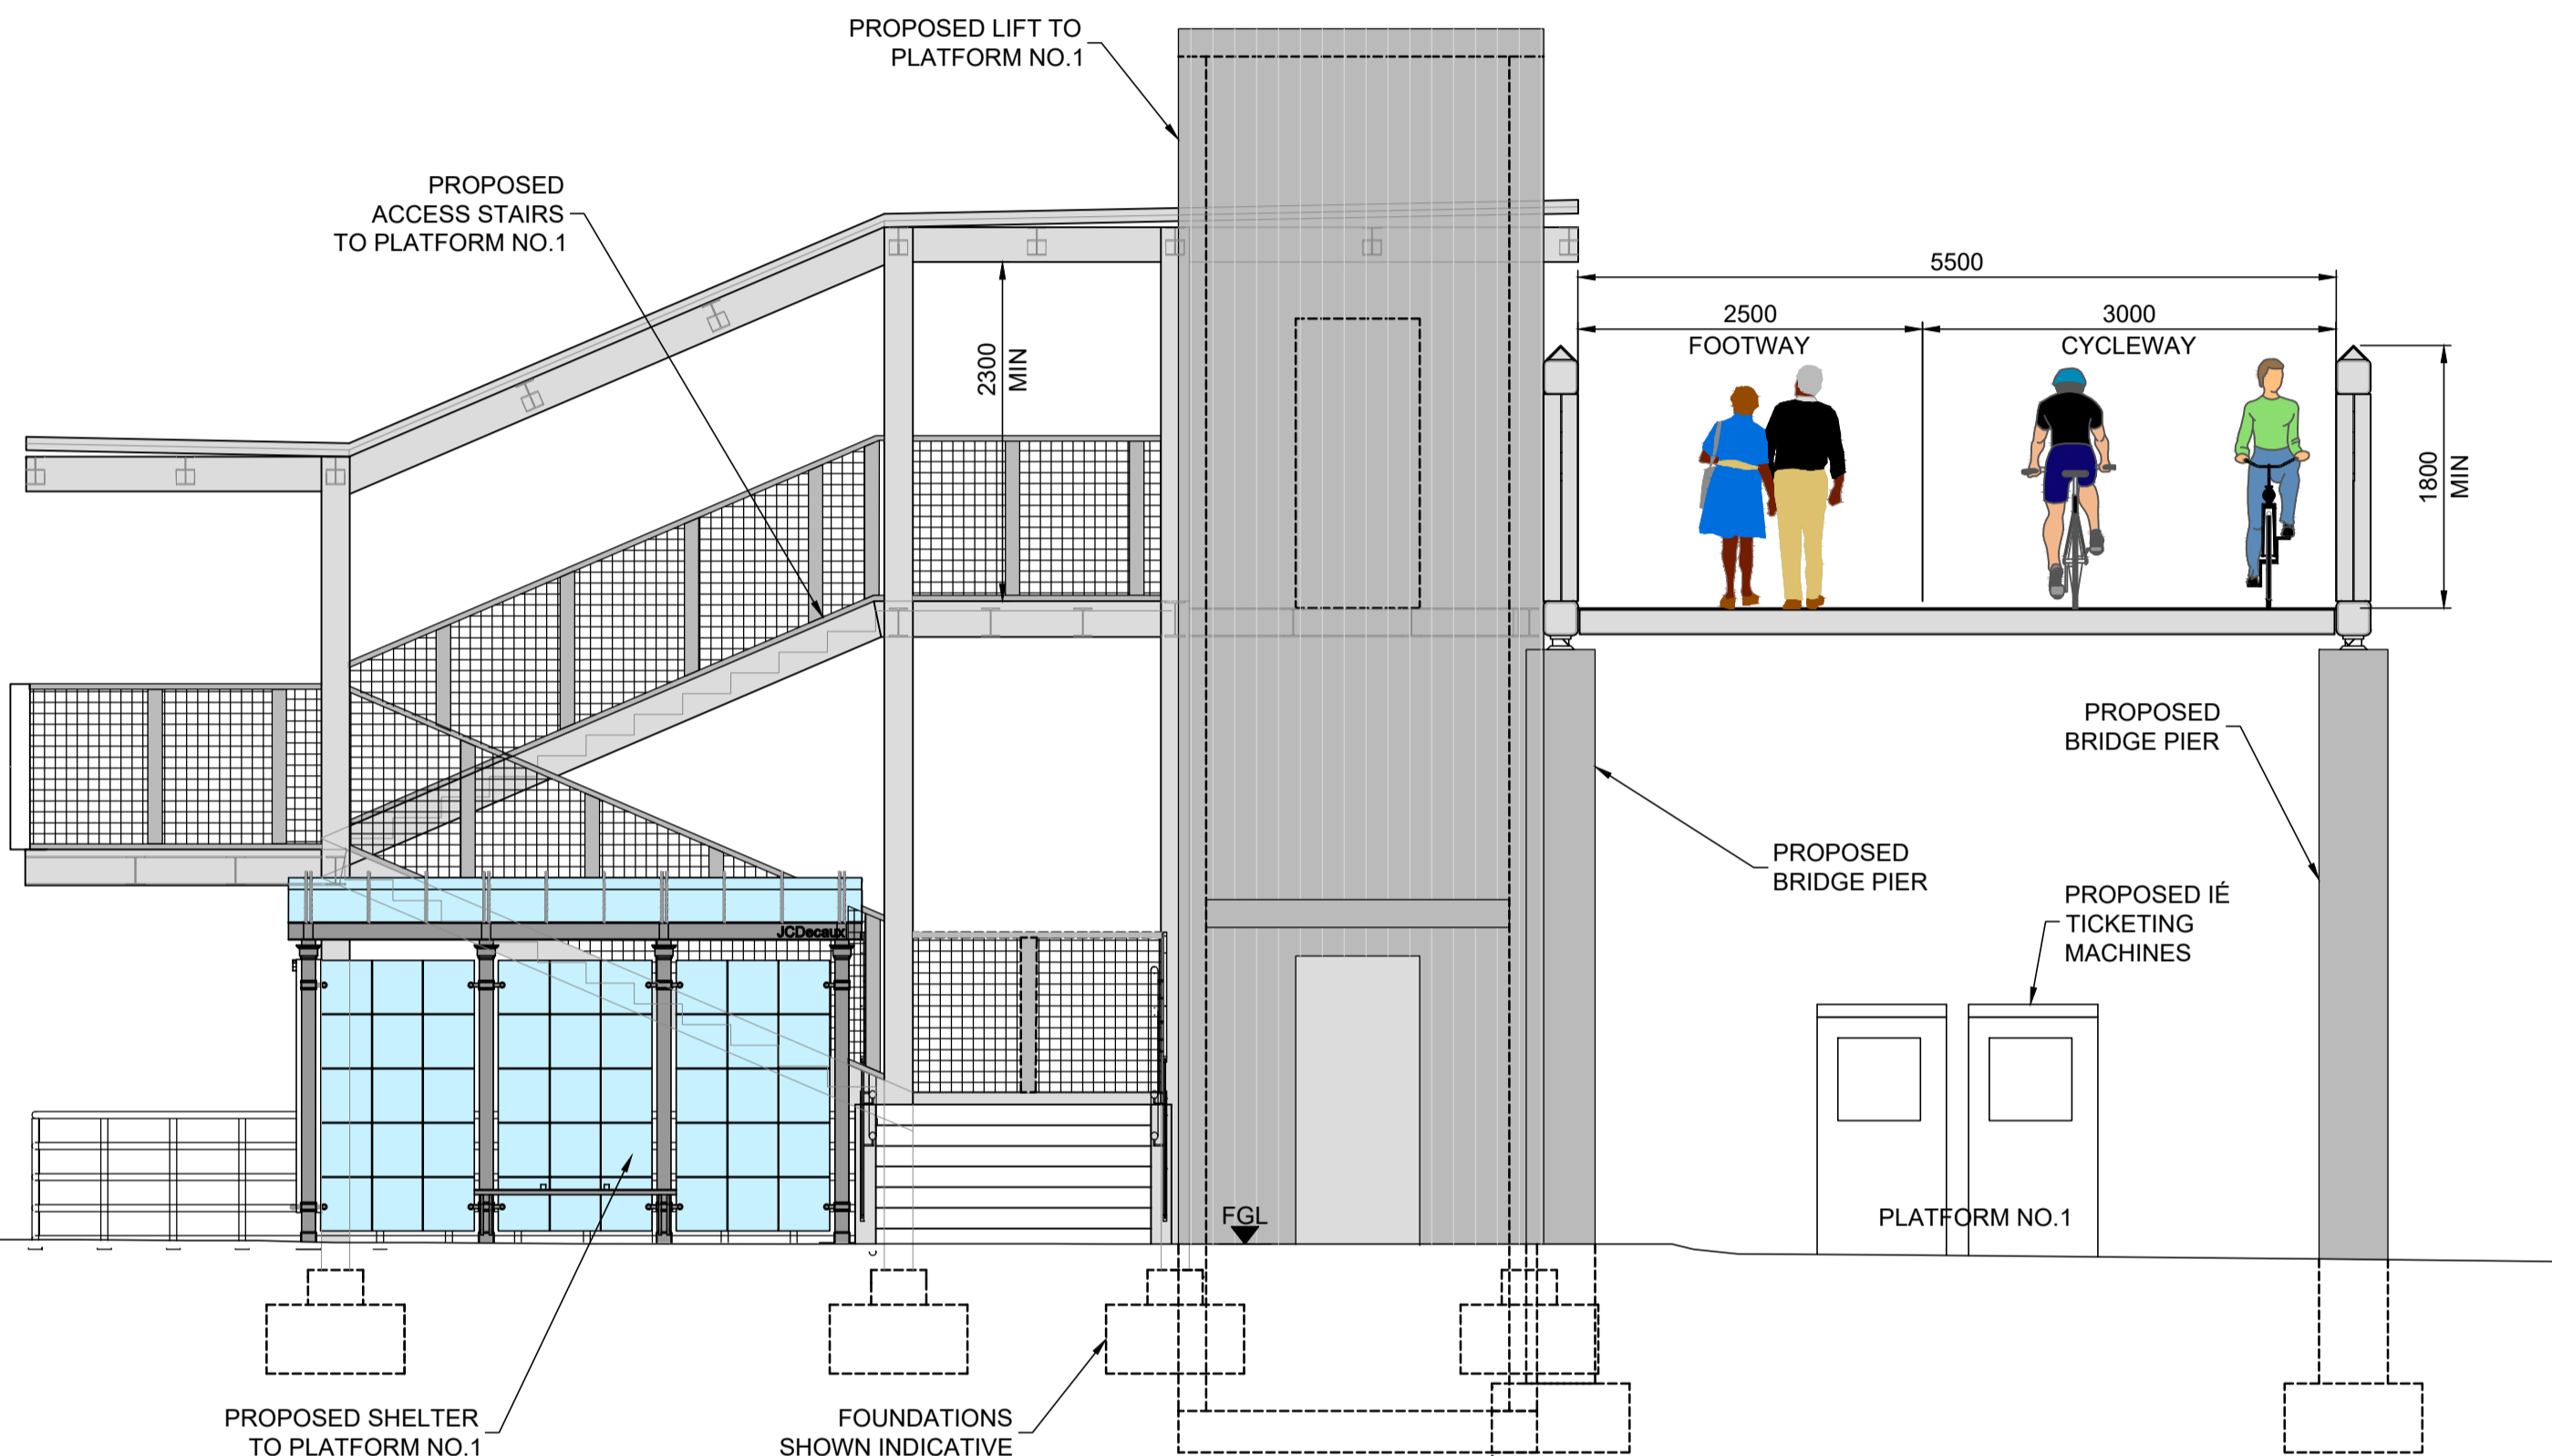 PROPOSED LIFT TO
PLATFORM NO.1
PROPOSED
ACCESS STAIRS
TO PLATFORM NO.1
5500
2500
FOOTWAY
3000
CYCLEWAY
2300
MIN
1800
MIN
PROPOSED
BRIDGE PIER
PROPOSED
BRIDGE PIER
PROPOSED IÉ
TICKETING
MACHINES
JCDecaux
FGL
PLATFORM NO.1
PROPOSED SHELTER
TO PLATFORM NO.1
FOUNDATIONS
SHOWN INDICATIVE